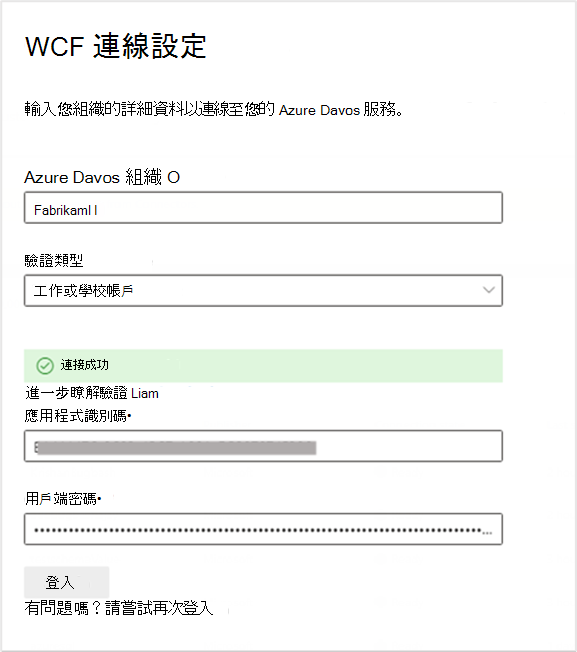 WCF 連線設定
輸入您組織的詳細資料以連線至您的 Azure Davos 服務。
Azure Davos 組織 O
Fabrikaml l
驗證類型
工作或學校帳戶
連接成功
進一步瞭解驗證 Liam
應用程式識別碼•
用戶端密碼•
登入
有問題嗎？請嘗試再次登入